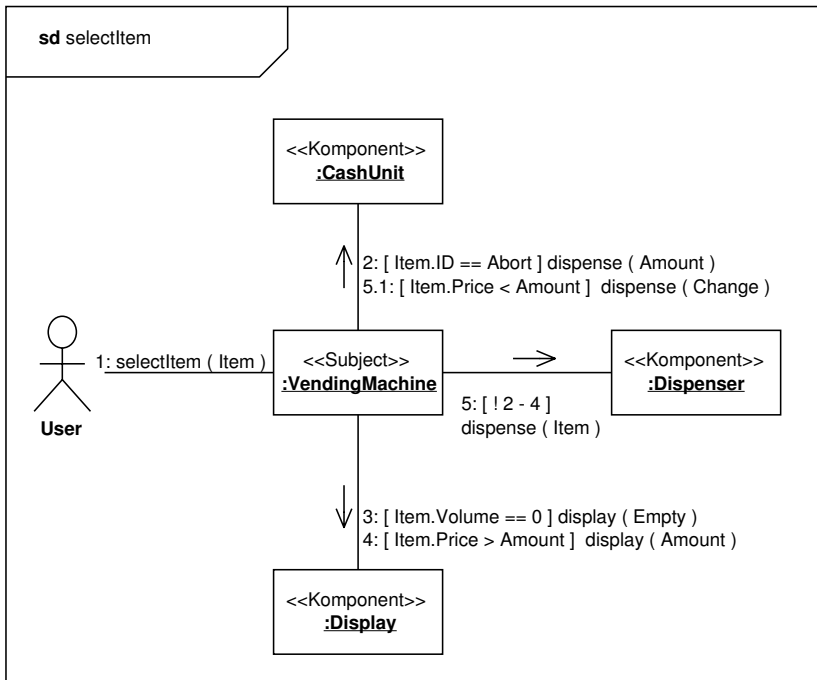 sd selectItem
<<Komponent>>
:CashUnit
2: [ Item.ID == Abort ] dispense ( Amount )
5.1: [ Item.Price < Amount ] dispense ( Change )
1: selectItem ( Item )
User
<<Subject>>
:VendingMachine
<<Komponent>>
:Dispenser
5: [ ! 2 - 4 ]
dispense ( Item )
3: [ Item.Volume == 0 ] display ( Empty )
4: [ Item.Price > Amount ] display ( Amount )
<<Komponent>>
:Display